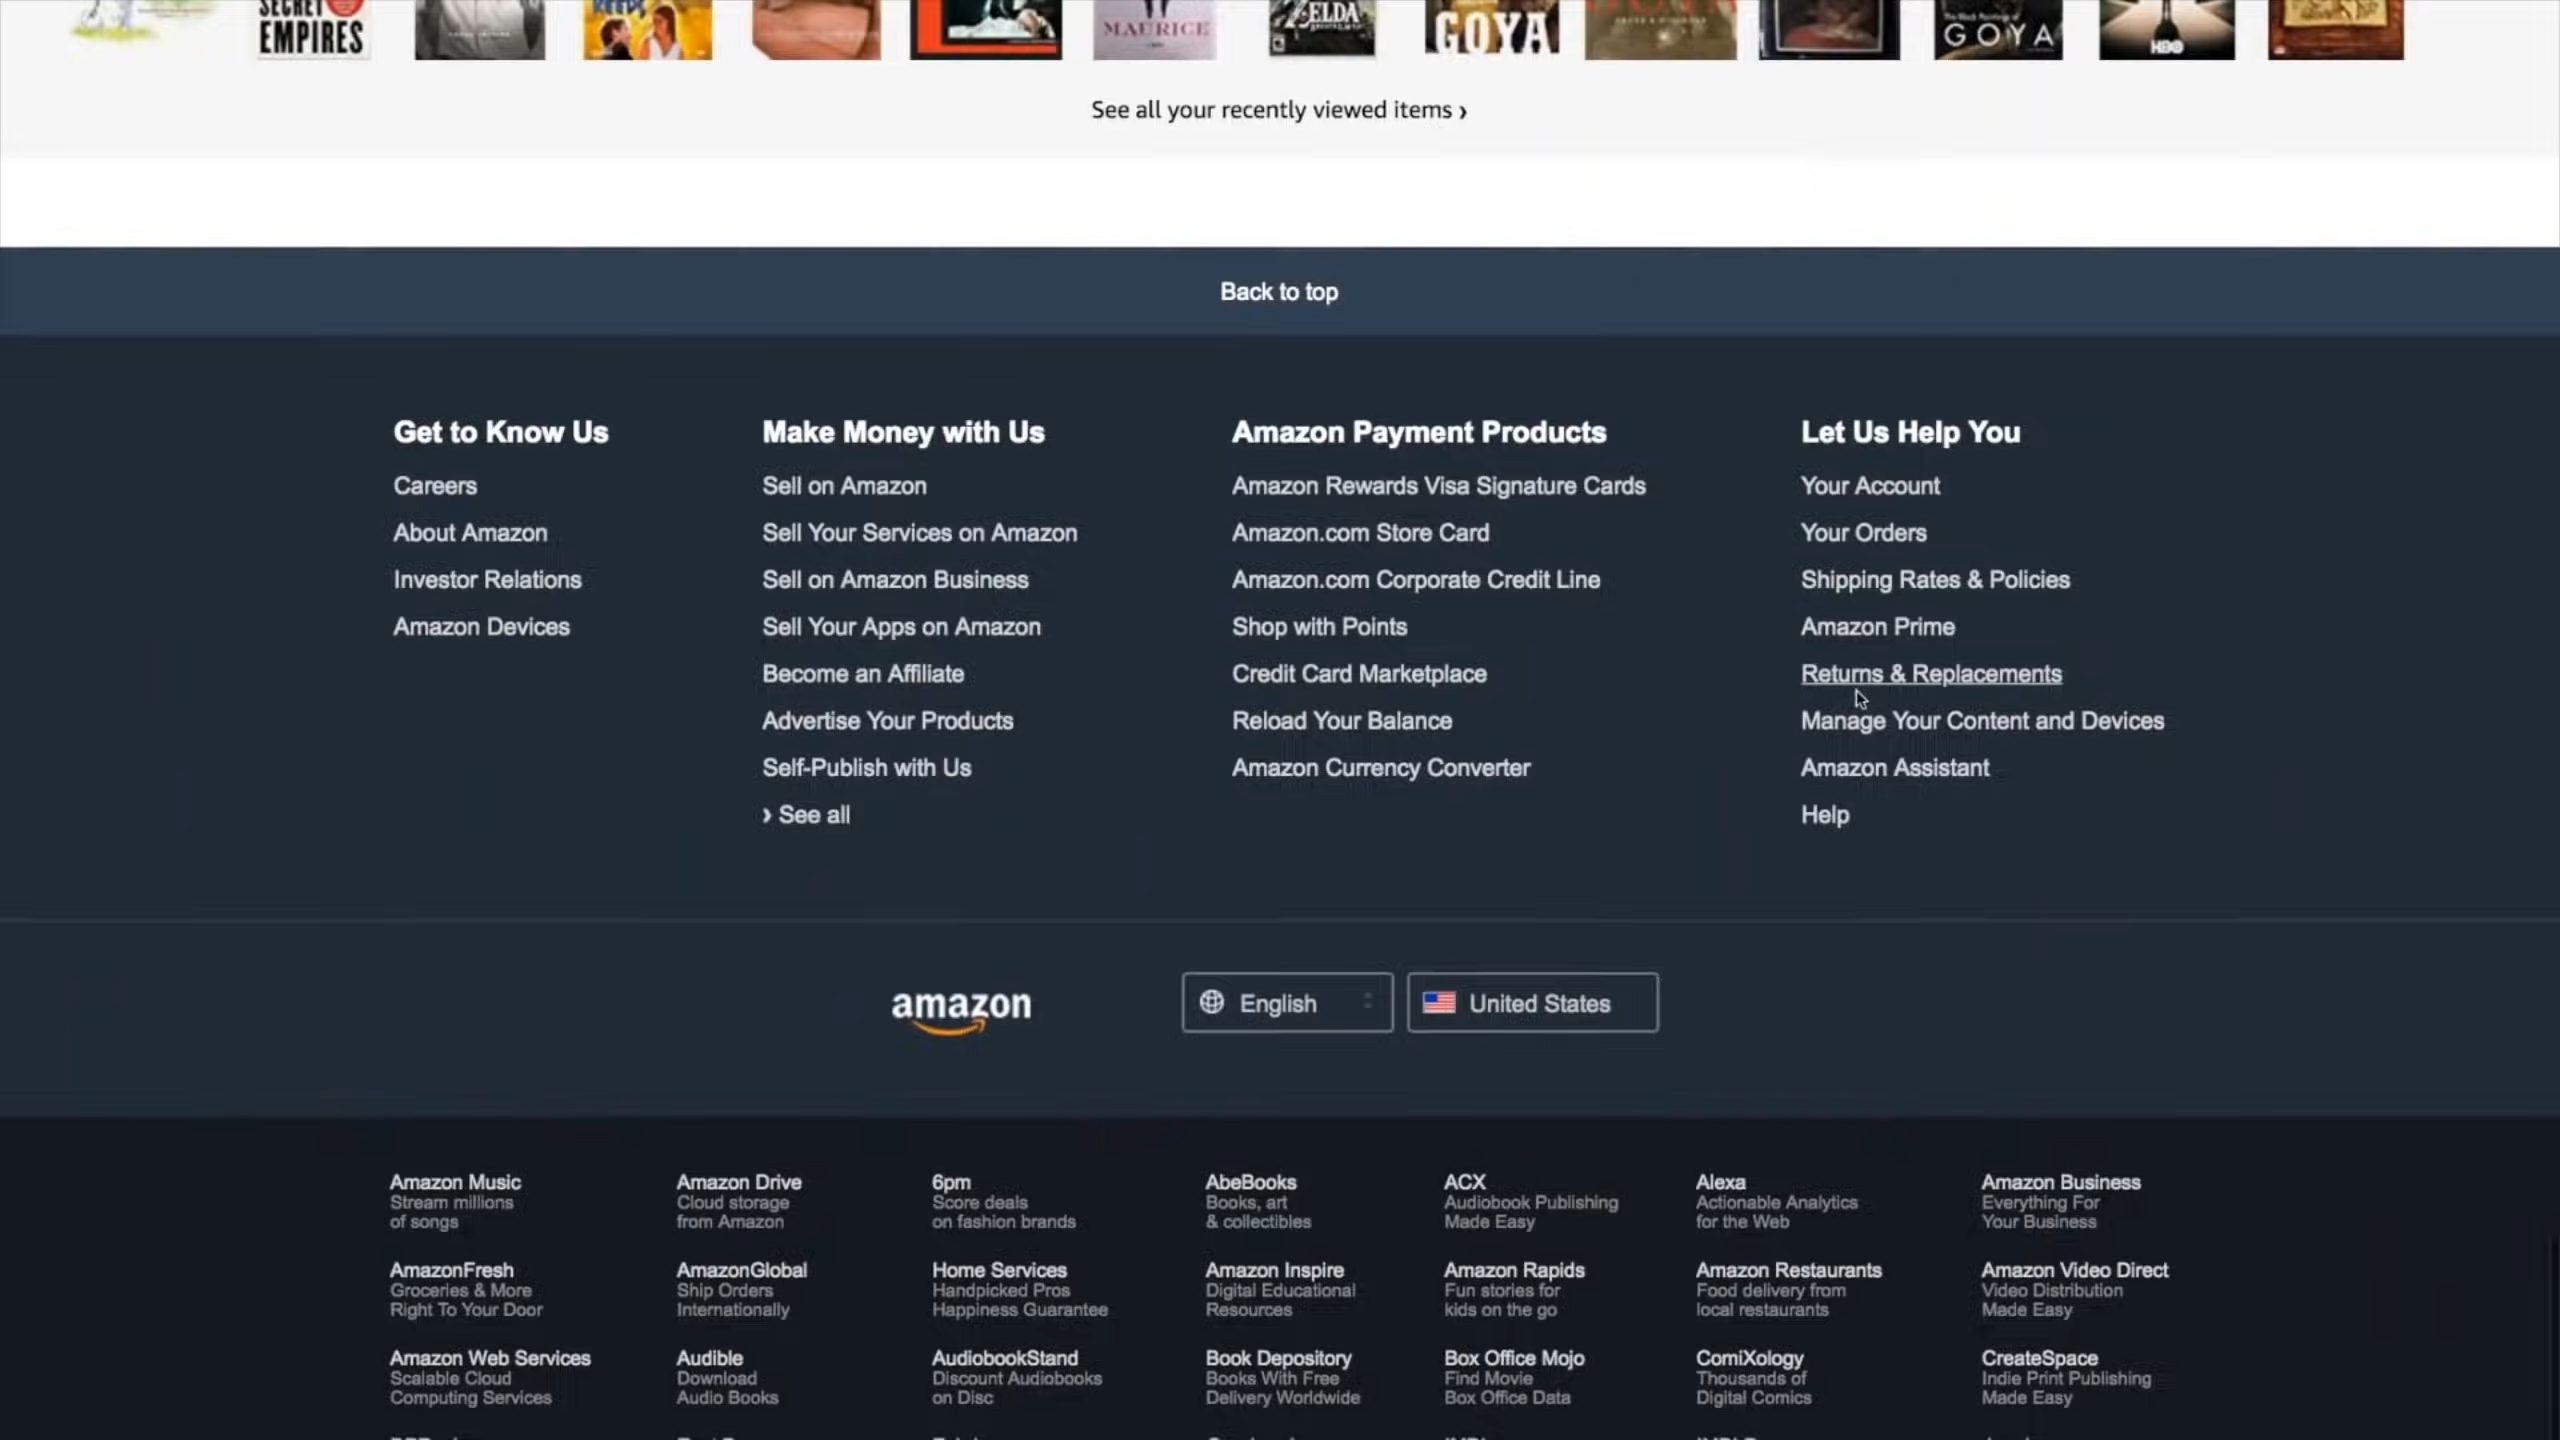 SECRET
EMPIRES
MAURICE
ZELDA
GOYA
GOYA
HBO
See all your recently viewed items ›
Back to top
Get to Know Us
Careers
About Amazon
Investor Relations
Amazon Devices
Make Money with Us
Sell on Amazon
Sell Your Services on Amazon
Sell on Amazon Business
Sell Your Apps on Amazon
Become an Affiliate
Advertise Your Products
Self-Publish with Us
› See all
Amazon Payment Products
Amazon Rewards Visa Signature Cards
Amazon.com Store Card
Amazon.com Corporate Credit Line
Shop with Points
Credit Card Marketplace
Reload Your Balance
Amazon Currency Converter
Let Us Help You
Your Account
Your Orders
Shipping Rates & Policies
Amazon Prime
Returns & Replacements
Manage Your Content and Devices
Amazon Assistant
Help
amazon
English
United States
Amazon Music
Stream millions
of songs
Amazon Drive
Cloud storage
from Amazon
6pm
Score deals
on fashion brands
AbeBooks
Books, art
& collectibles
ACX
Audiobook Publishing
Made Easy
Alexa
Actionable Analytics
for the Web
Amazon Business
Everything For
Your Business
AmazonFresh
Groceries & More
Right To Your Door
AmazonGlobal
Ship Orders
Internationally
Home Services
Handpicked Pros
Happiness Guarantee
Amazon Inspire
Digital Educational
Resources
Amazon Rapids
Fun stories for
kids on the go
Amazon Restaurants
Food delivery from
local restaurants
Amazon Video Direct
Video Distribution
Made Easy
Amazon Web Services
Scalable Cloud
Computing Services
Audible
Download
Audio Books
AudiobookStand
Discount Audiobooks
on Disc
Book Depository
Books With Free
Delivery Worldwide
Box Office Mojo
Find Movie
Box Office Data
ComiXology
Thousands of
Digital Comics
CreateSpace
Indie Print Publishing
Made Easy